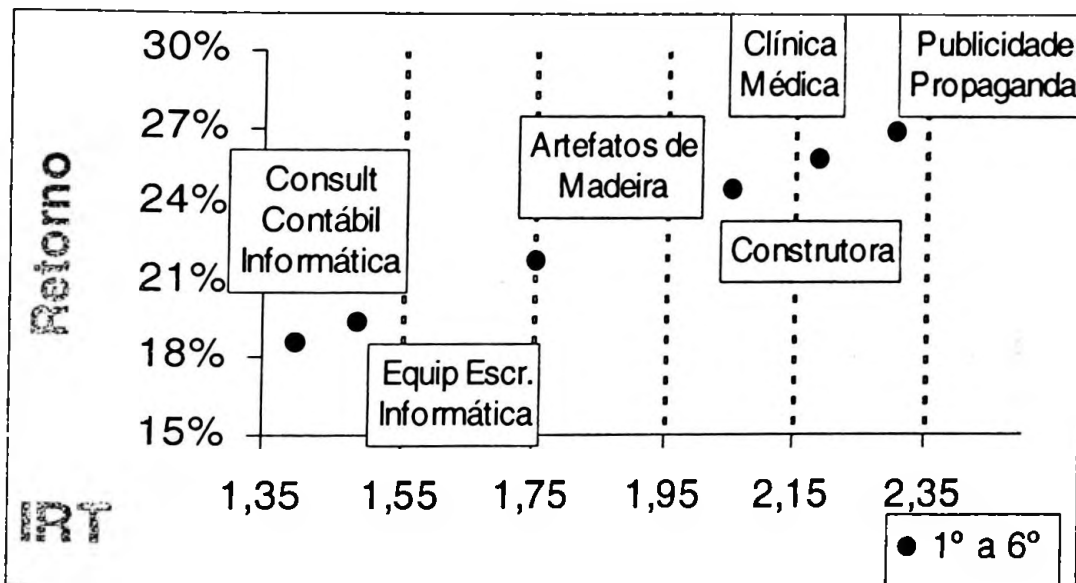 30%
27%
24%
21%
18%
15%
Retorno
Consult
Contábil
Informática
Equip Escr.
Informática
Artefatos de
Madeira
Clínica
Médica
Construtora
Publicidade
Propaganda
1,35
1,55
1,75
1,95
2,15
2,35
IRT
1º a 6º